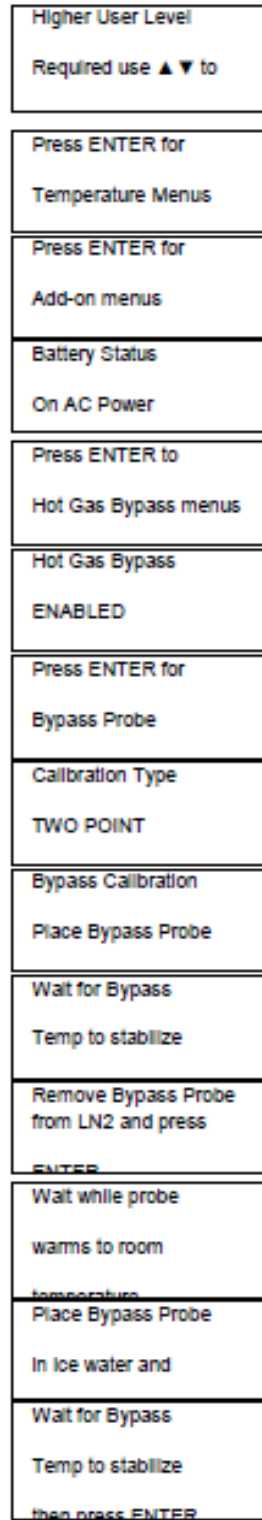 Higher User Level
Required use ▲ ▼ to
Press ENTER for
Temperature Menus
Press ENTER for
Add-on menus
Battery Status
On AC Power
Press ENTER to
Hot Gas Bypass menus
Hot Gas Bypass
ENABLED
Press ENTER for
Bypass Probe
Calibration Type
TWO POINT
Bypass Calibration
Place Bypass Probe
Wait for Bypass
Temp to stabilize
Remove Bypass Probe
from LN2 and press
ENTER
Wait while probe
warms to room
temperature
Place Bypass Probe
In Ice water and
Wait for Bypass
Temp to stabilize
then press ENTER